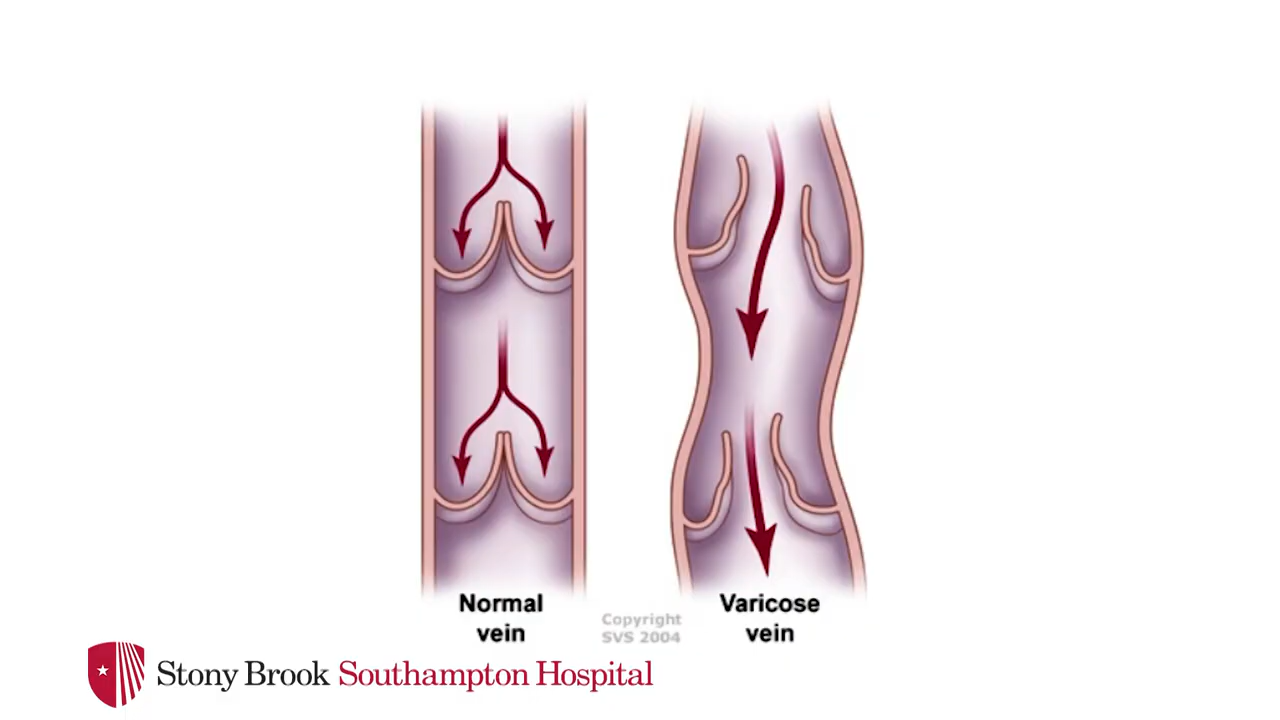 Normal
vein
Copyright
SVS 2004
Varicose
vein
Stony Brook Southampton Hospital